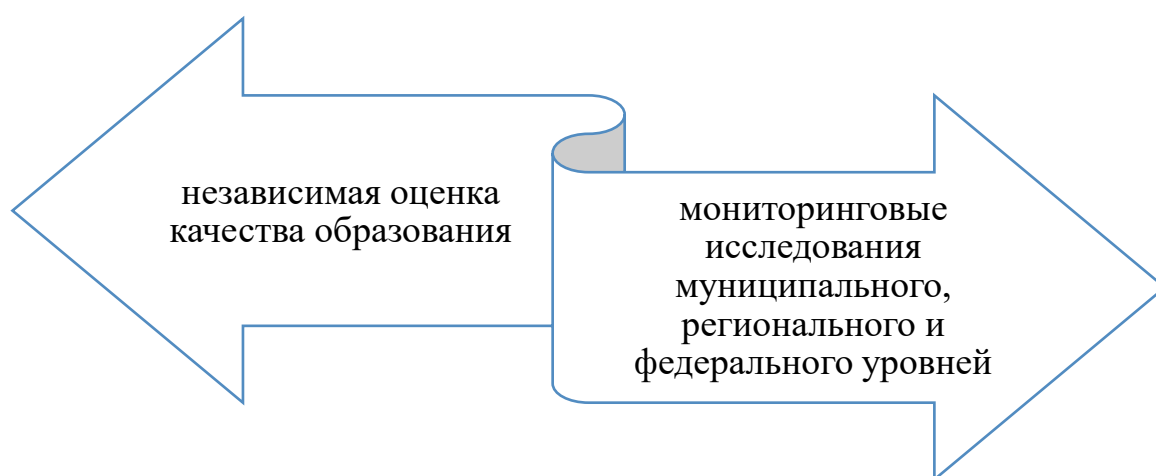 независимая оценка
качества образования
мониторинговые
исследования
муниципального,
регионального и
федерального уровней